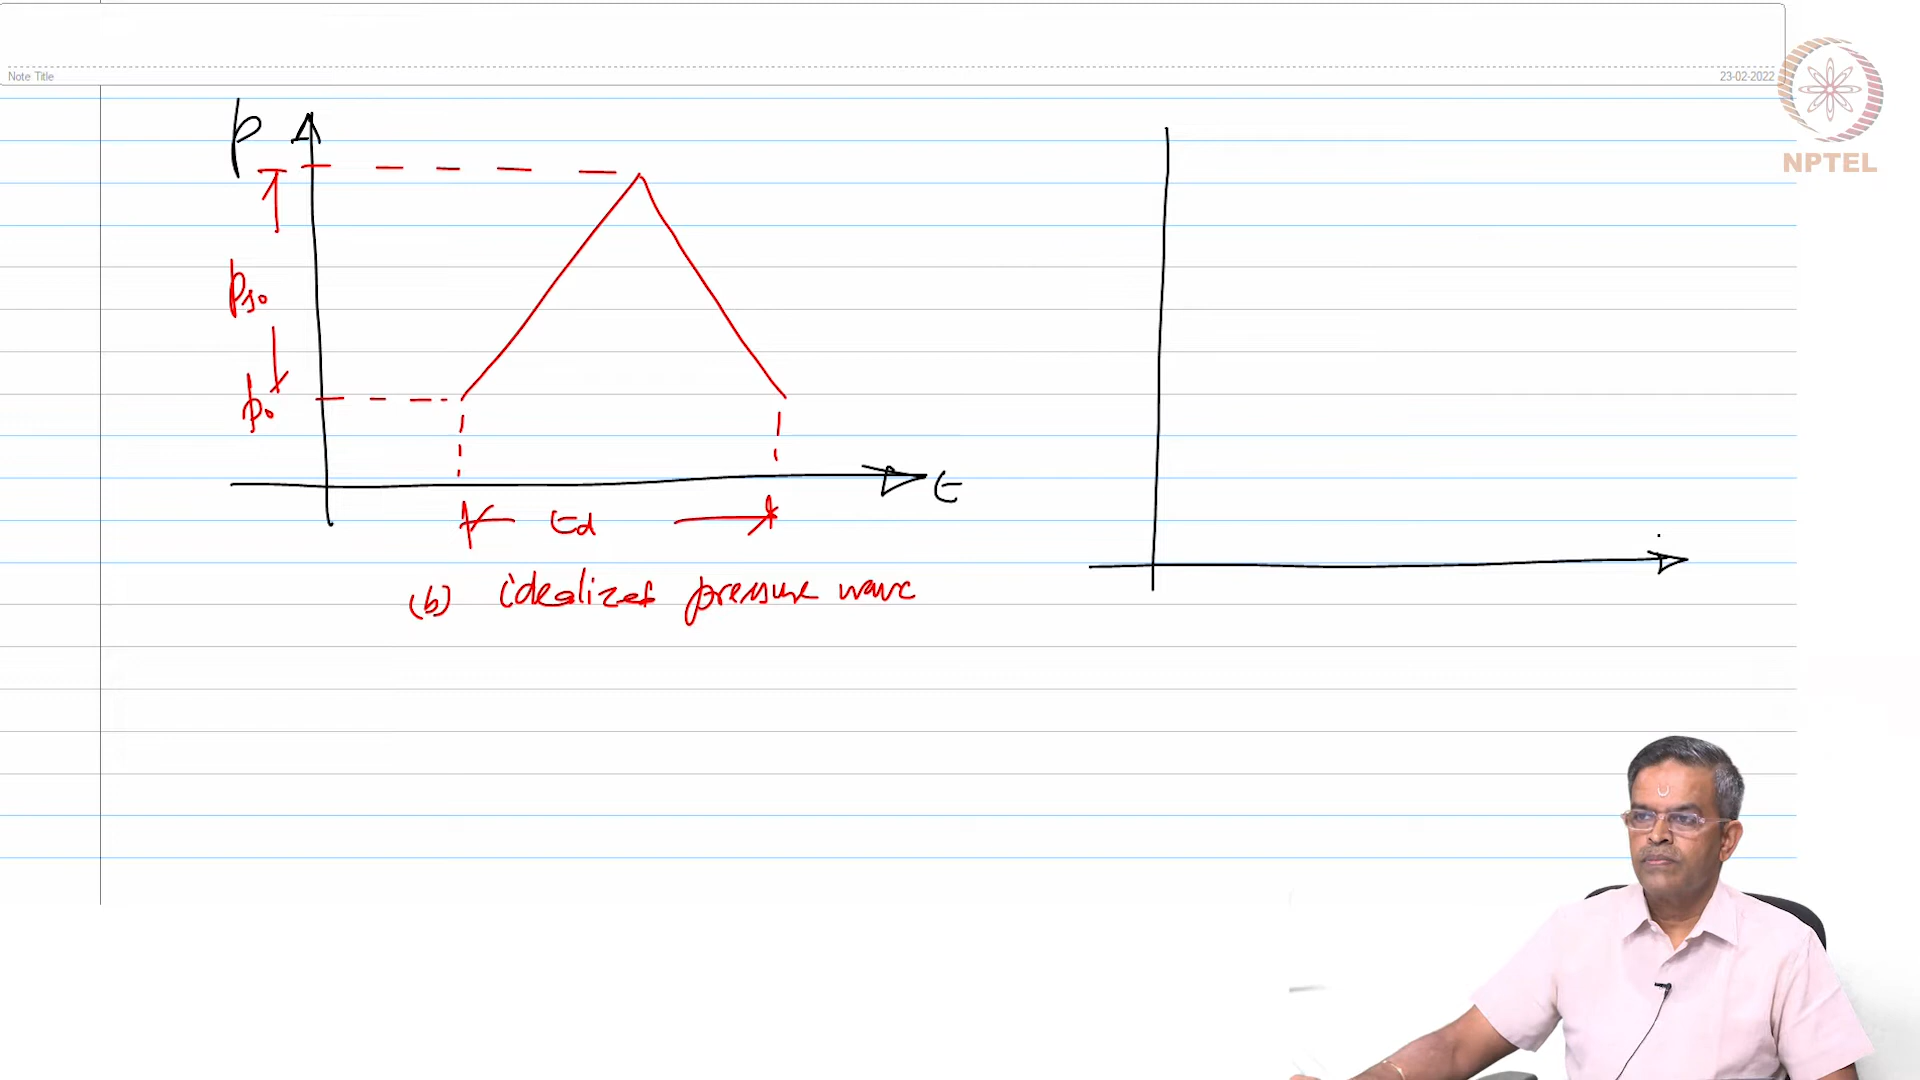 Note Title
23-02-2022
NPTEL
p
pso
po
t
td
(b) idealized pressure wave